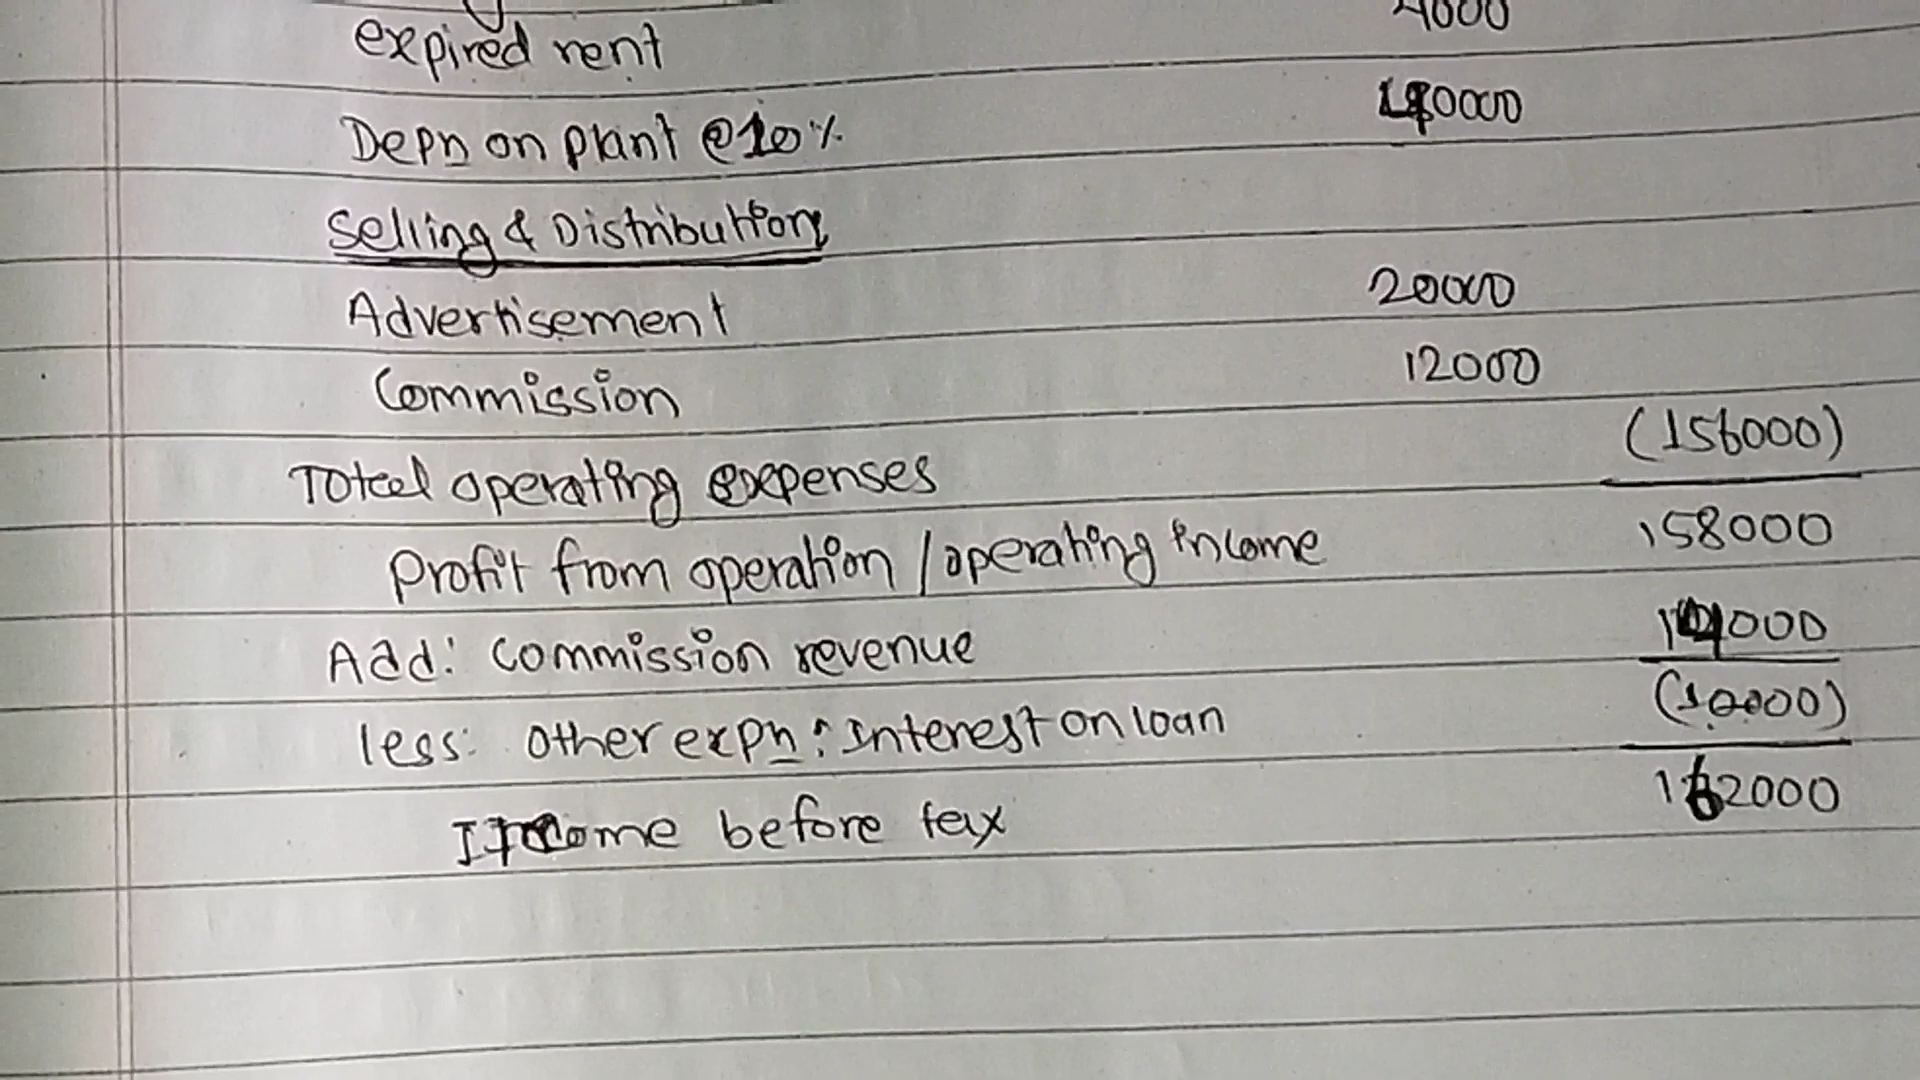 expired rent 4000
Depn on plant @10%
Selling & Distribution
Advertisement 20000
Commission 12000
Total operating expenses (156000)
Profit from operation / operating income 158000
Add: Commission revenue 14000
less: other expn: Interest on loan (10000)
Income before tax 162000